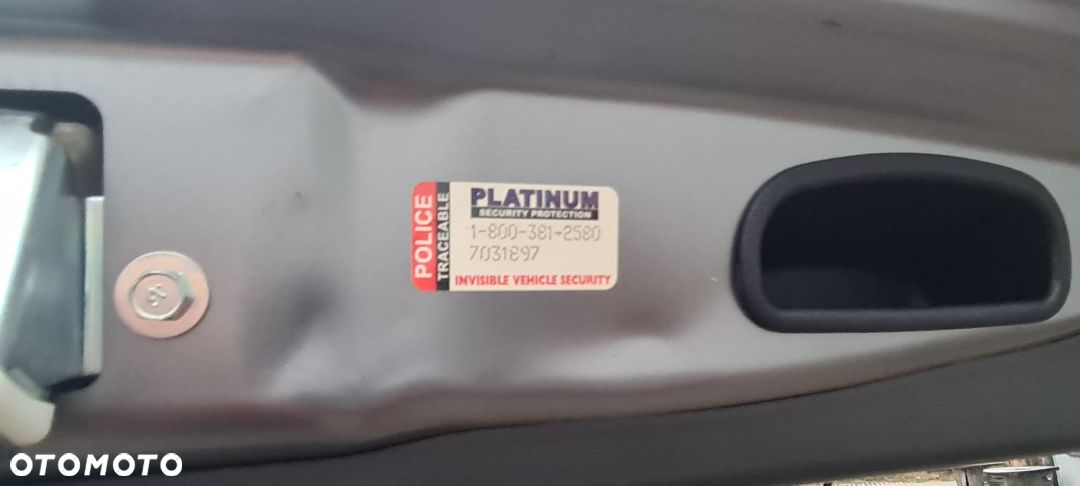 POLICE
TRACEABLE
PLATINUM
SECURITY PROTECTION
1-800-381-2580
7031897
INVISIBLE VEHICLE SECURITY
OTOMOTO